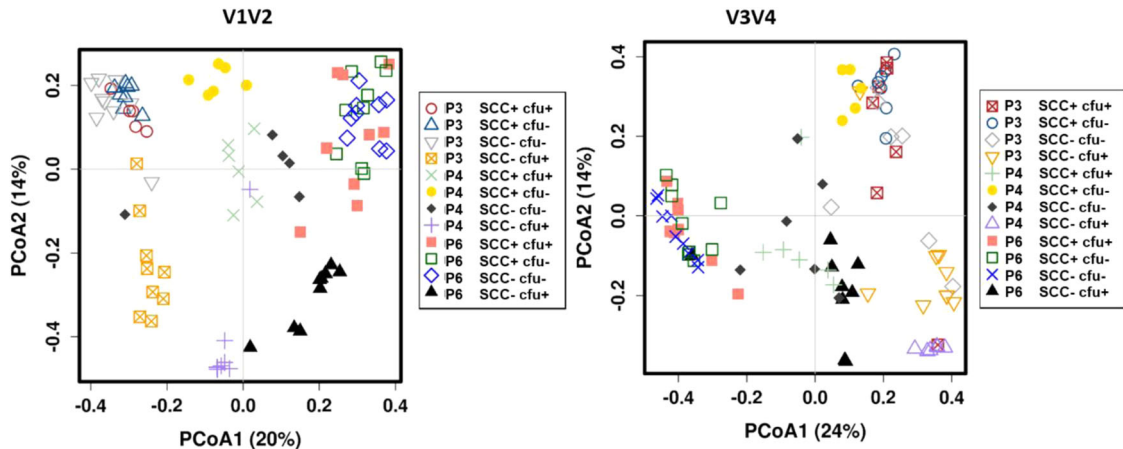 V1V2
0.2
0.0
-0.2
-0.4
PCoA2 (14%)
-0.4 -0.2 0.0 0.2 0.4
PCoA1 (20%)
P3 SCC+ cfu+
P3 SCC+ cfu-
P3 SCC- cfu-
P3 SCC- cfu+
P4 SCC+ cfu+
P4 SCC+ cfu-
P4 SCC- cfu-
P4 SCC- cfu+
P6 SCC+ cfu+
P6 SCC+ cfu-
P6 SCC- cfu-
P6 SCC- cfu+
V3V4
0.4
0.2
0.0
-0.2
PCoA2 (14%)
-0.4 -0.2 0.0 0.2 0.4
PCoA1 (24%)
P3 SCC+ cfu+
P3 SCC+ cfu-
P3 SCC- cfu-
P3 SCC- cfu+
P4 SCC+ cfu+
P4 SCC+ cfu-
P4 SCC- cfu-
P4 SCC- cfu+
P6 SCC+ cfu+
P6 SCC+ cfu-
P6 SCC- cfu-
P6 SCC- cfu+